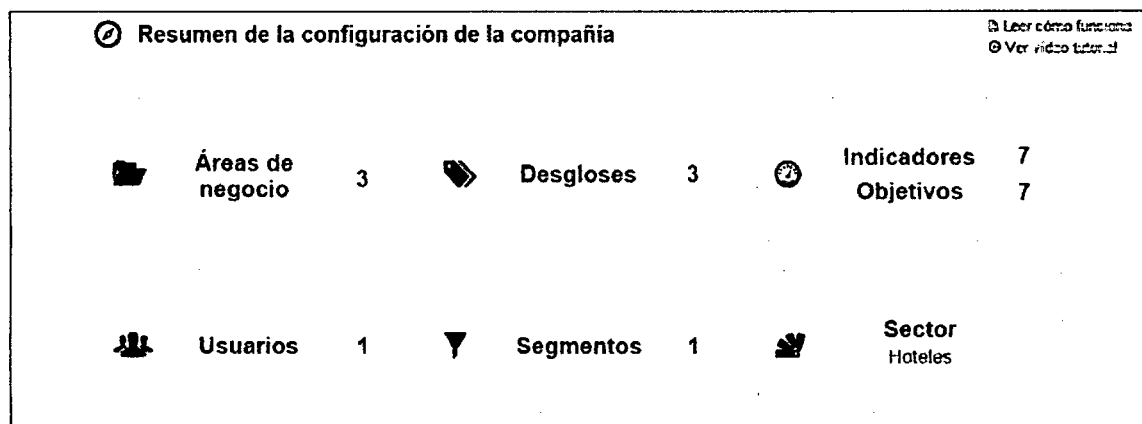 Resumen de la configuración de la compañía
Leer cómo funciona
Ver vídeo tutorial
Áreas de
negocio
3
Desgloses
3
Indicadores 7
Objetivos 7
Usuarios
1
Segmentos
1
Sector
Hoteles